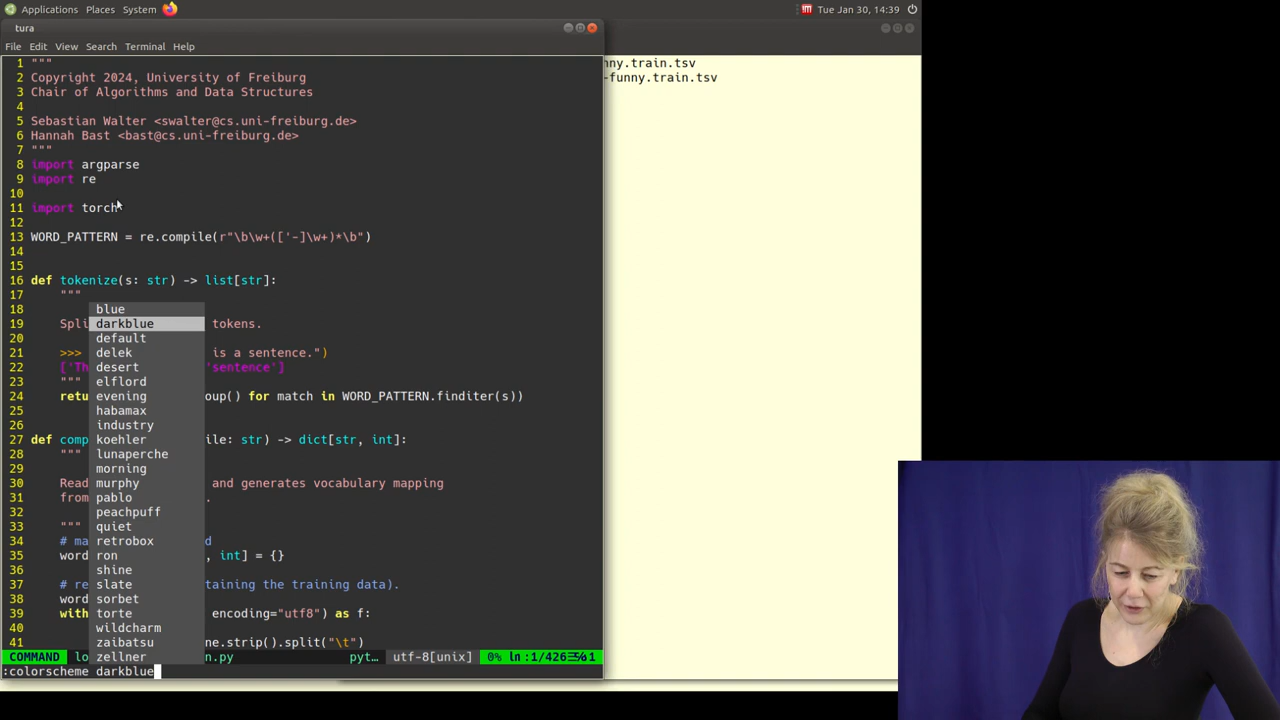 Applications Places System
Tue Jan 30, 14:39
tura
File Edit View Search Terminal Help
nny.train.tsv
-funny.train.tsv
1 """
2 Copyright 2024, University of Freiburg
3 Chair of Algorithms and Data Structures
4
5 Sebastian Walter <swalter@cs.uni-freiburg.de>
6 Hannah Bast <bast@cs.uni-freiburg.de>
7 """
8 import argparse
9 import re
10
11 import torch
12
13 WORD_PATTERN = re.compile(r"\b\w+(['-]\w+)*\b")
14
15
16 def tokenize(s: str) -> list[str]:
17 """
18 blue
19 Spli darkblue tokens.
20 default
21 >>> delek is a sentence.")
22 ['Th desert 'sentence']
23 """ elflord
24 retu evening oup() for match in WORD_PATTERN.finditer(s)
25 habamax
26 industry
27 def comp koehler ile: str) -> dict[str, int]:
28 """ lunaperche
29 morning
30 Read murphy and generates vocabulary mapping
31 from pablo .
32 peachpuff
33 """ quiet
34 # ma retrobox d
35 word ron , int] = {}
36 shine
37 # re slate taining the training data).
38 word sorbet
39 with torte encoding="utf8") as f:
40 wildcharm
41 zaibatsu ne.strip().split("\t")
zellner
COMMAND lo n.py pyt… utf-8[unix] 0% ln:1/426
:colorscheme darkblue